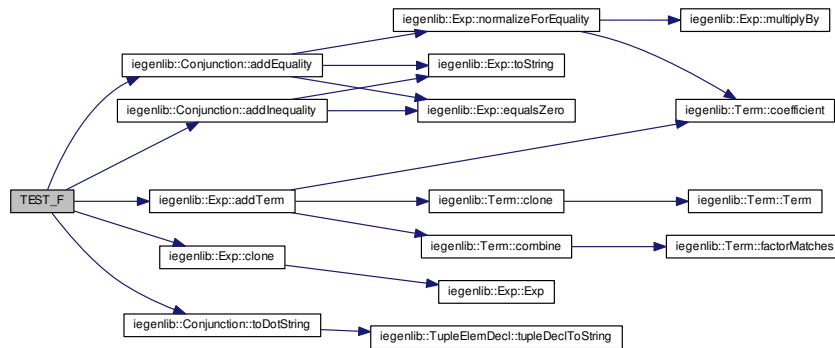 iegenlib::Exp::normalizeForEquality
iegenlib::Exp::multiplyBy
iegenlib::Conjunction::addEquality
iegenlib::Exp::toString
iegenlib::Conjunction::addInequality
iegenlib::Exp::equalsZero
iegenlib::Term::coefficient
TEST_F
iegenlib::Exp::addTerm
iegenlib::Term::clone
iegenlib::Term::Term
iegenlib::Term::combine
iegenlib::Term::factorMatches
iegenlib::Exp::clone
iegenlib::Exp::Exp
iegenlib::Conjunction::toDotString
iegenlib::TupleElemDecl::tupleDeclToString